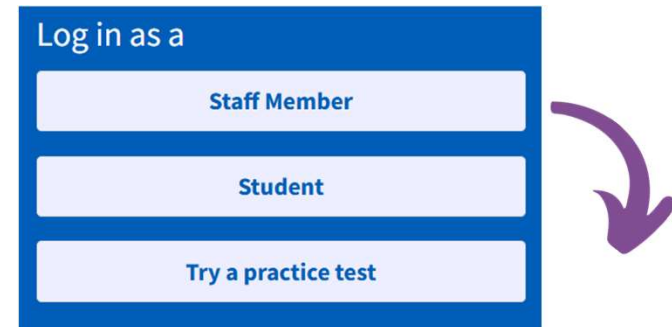 Log in as a
Staff Member
Student
Try a practice test